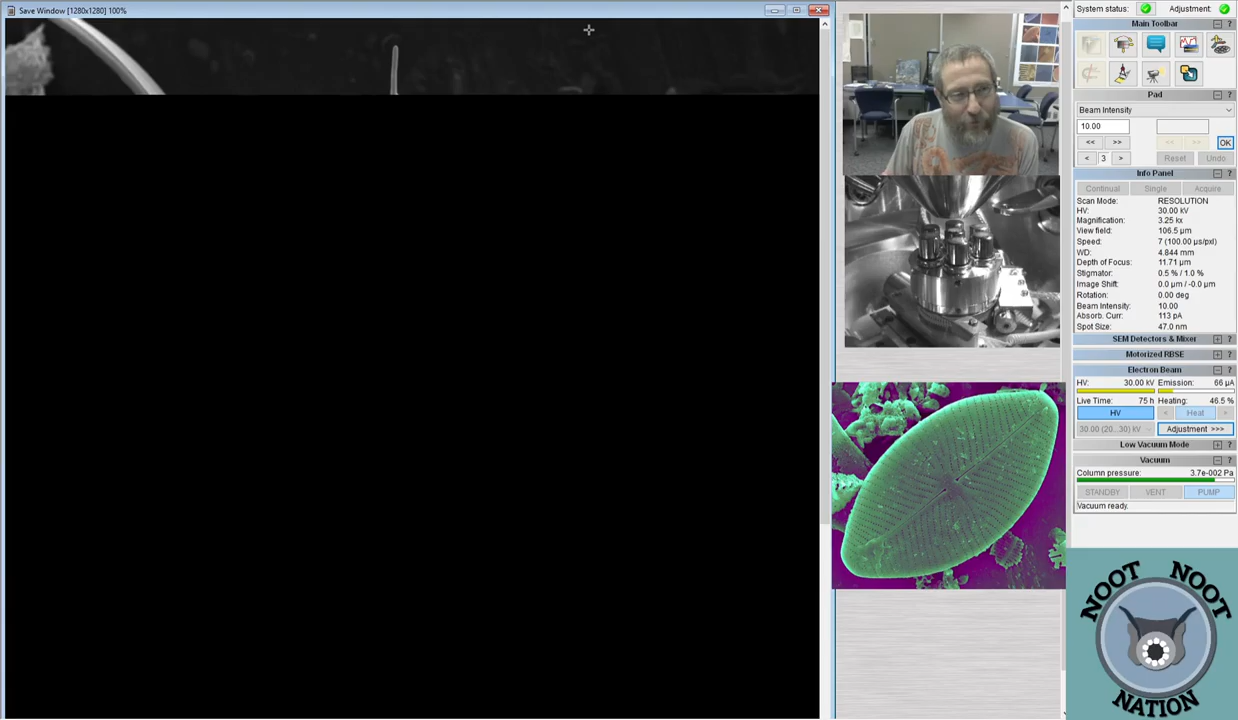 Save Window [1280x1280] 100%
System status: Adjustment:
Main Toolbar ?
Pad ?
Beam Intensity
10.00
<< >> << >> OK
< 3 > Reset Undo
Info Panel ?
Continual Single Acquire
Scan Mode: RESOLUTION
HV: 30.00 kV
Magnification: 3.25 kx
View field: 106.5 µm
Speed: 7 (100.00 µs/pxl)
WD: 4.844 mm
Depth of Focus: 11.71 µm
Stigmator: 0.5 % / 1.0 %
Image Shift: 0.0 µm / -0.0 µm
Rotation: 0.00 deg
Beam Intensity: 10.00
Absorb. Curr: 113 pA
Spot Size: 47.0 nm
SEM Detectors & Mixer ?
Motorized RBSE ?
Electron Beam ?
HV: 30.00 kV Emission: 66 µA
Live Time: 75 h Heating: 46.5 %
HV < Heat >
30.00 (20...30) kV Adjustment >>>
Low Vacuum Mode ?
Vacuum ?
Column pressure: 3.7e-002 Pa
STANDBY VENT PUMP
Vacuum ready.
NOOT NOOT
NATION